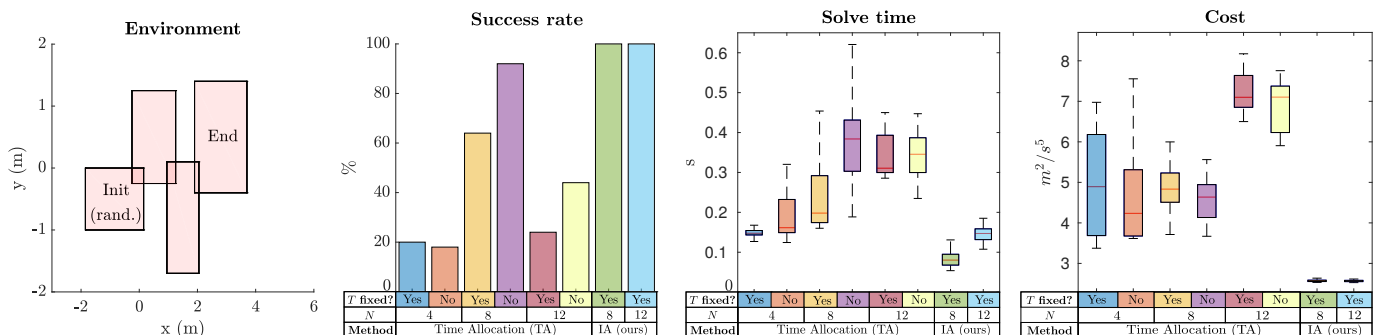 Environment
2
1
0
-1
-2
y (m)
End
Init
(rand.)
-2
0
2
4
6
x (m)
Success rate
100
80
60
40
20
0
%
T fixed? Yes No Yes No Yes No Yes Yes
N 4 8 12 8 12
Method Time Allocation (TA) IA (ours)
Solve time
0.6
0.5
0.4
0.3
0.2
0.1
0
s
T fixed? Yes No Yes No Yes No Yes Yes
N 4 8 12 8 12
Method Time Allocation (TA) IA (ours)
Cost
8
7
6
5
4
3
m²/s⁵
T fixed? Yes No Yes No Yes No Yes Yes
N 4 8 12 8 12
Method Time Allocation (TA) IA (ours)